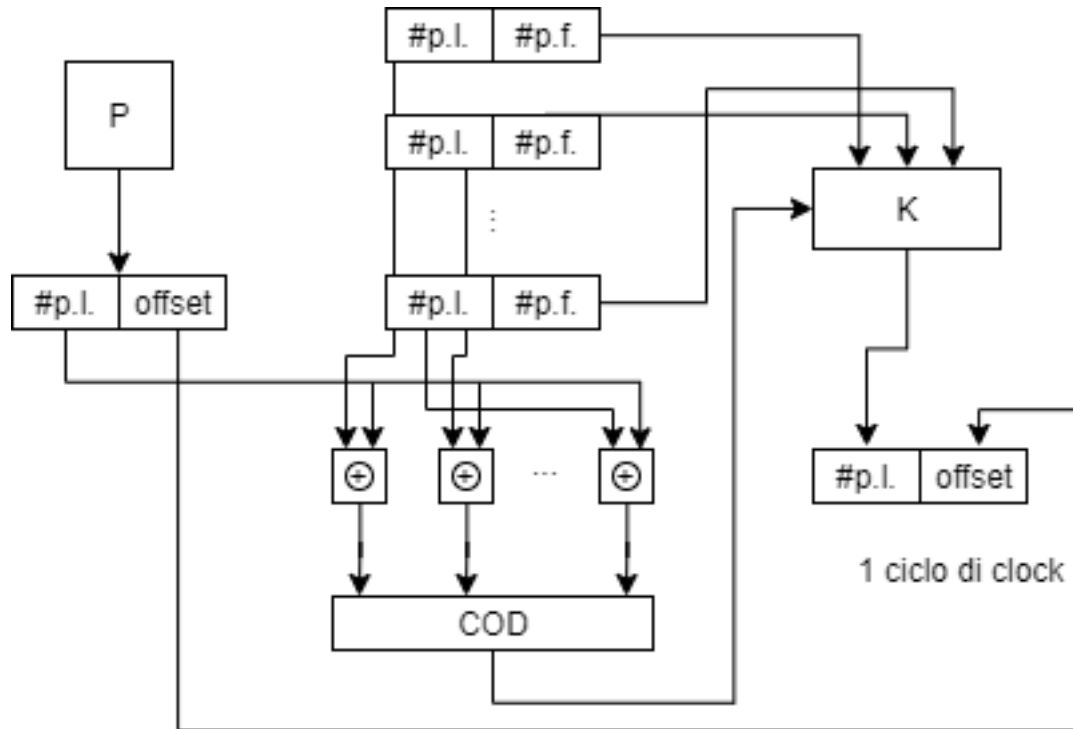 #p.l. #p.f.
P
#p.l. #p.f.
⋮
K
#p.l. offset
#p.l. #p.f.
#p.l. offset
⊕ ⊕ ... ⊕
1 ciclo di clock
COD